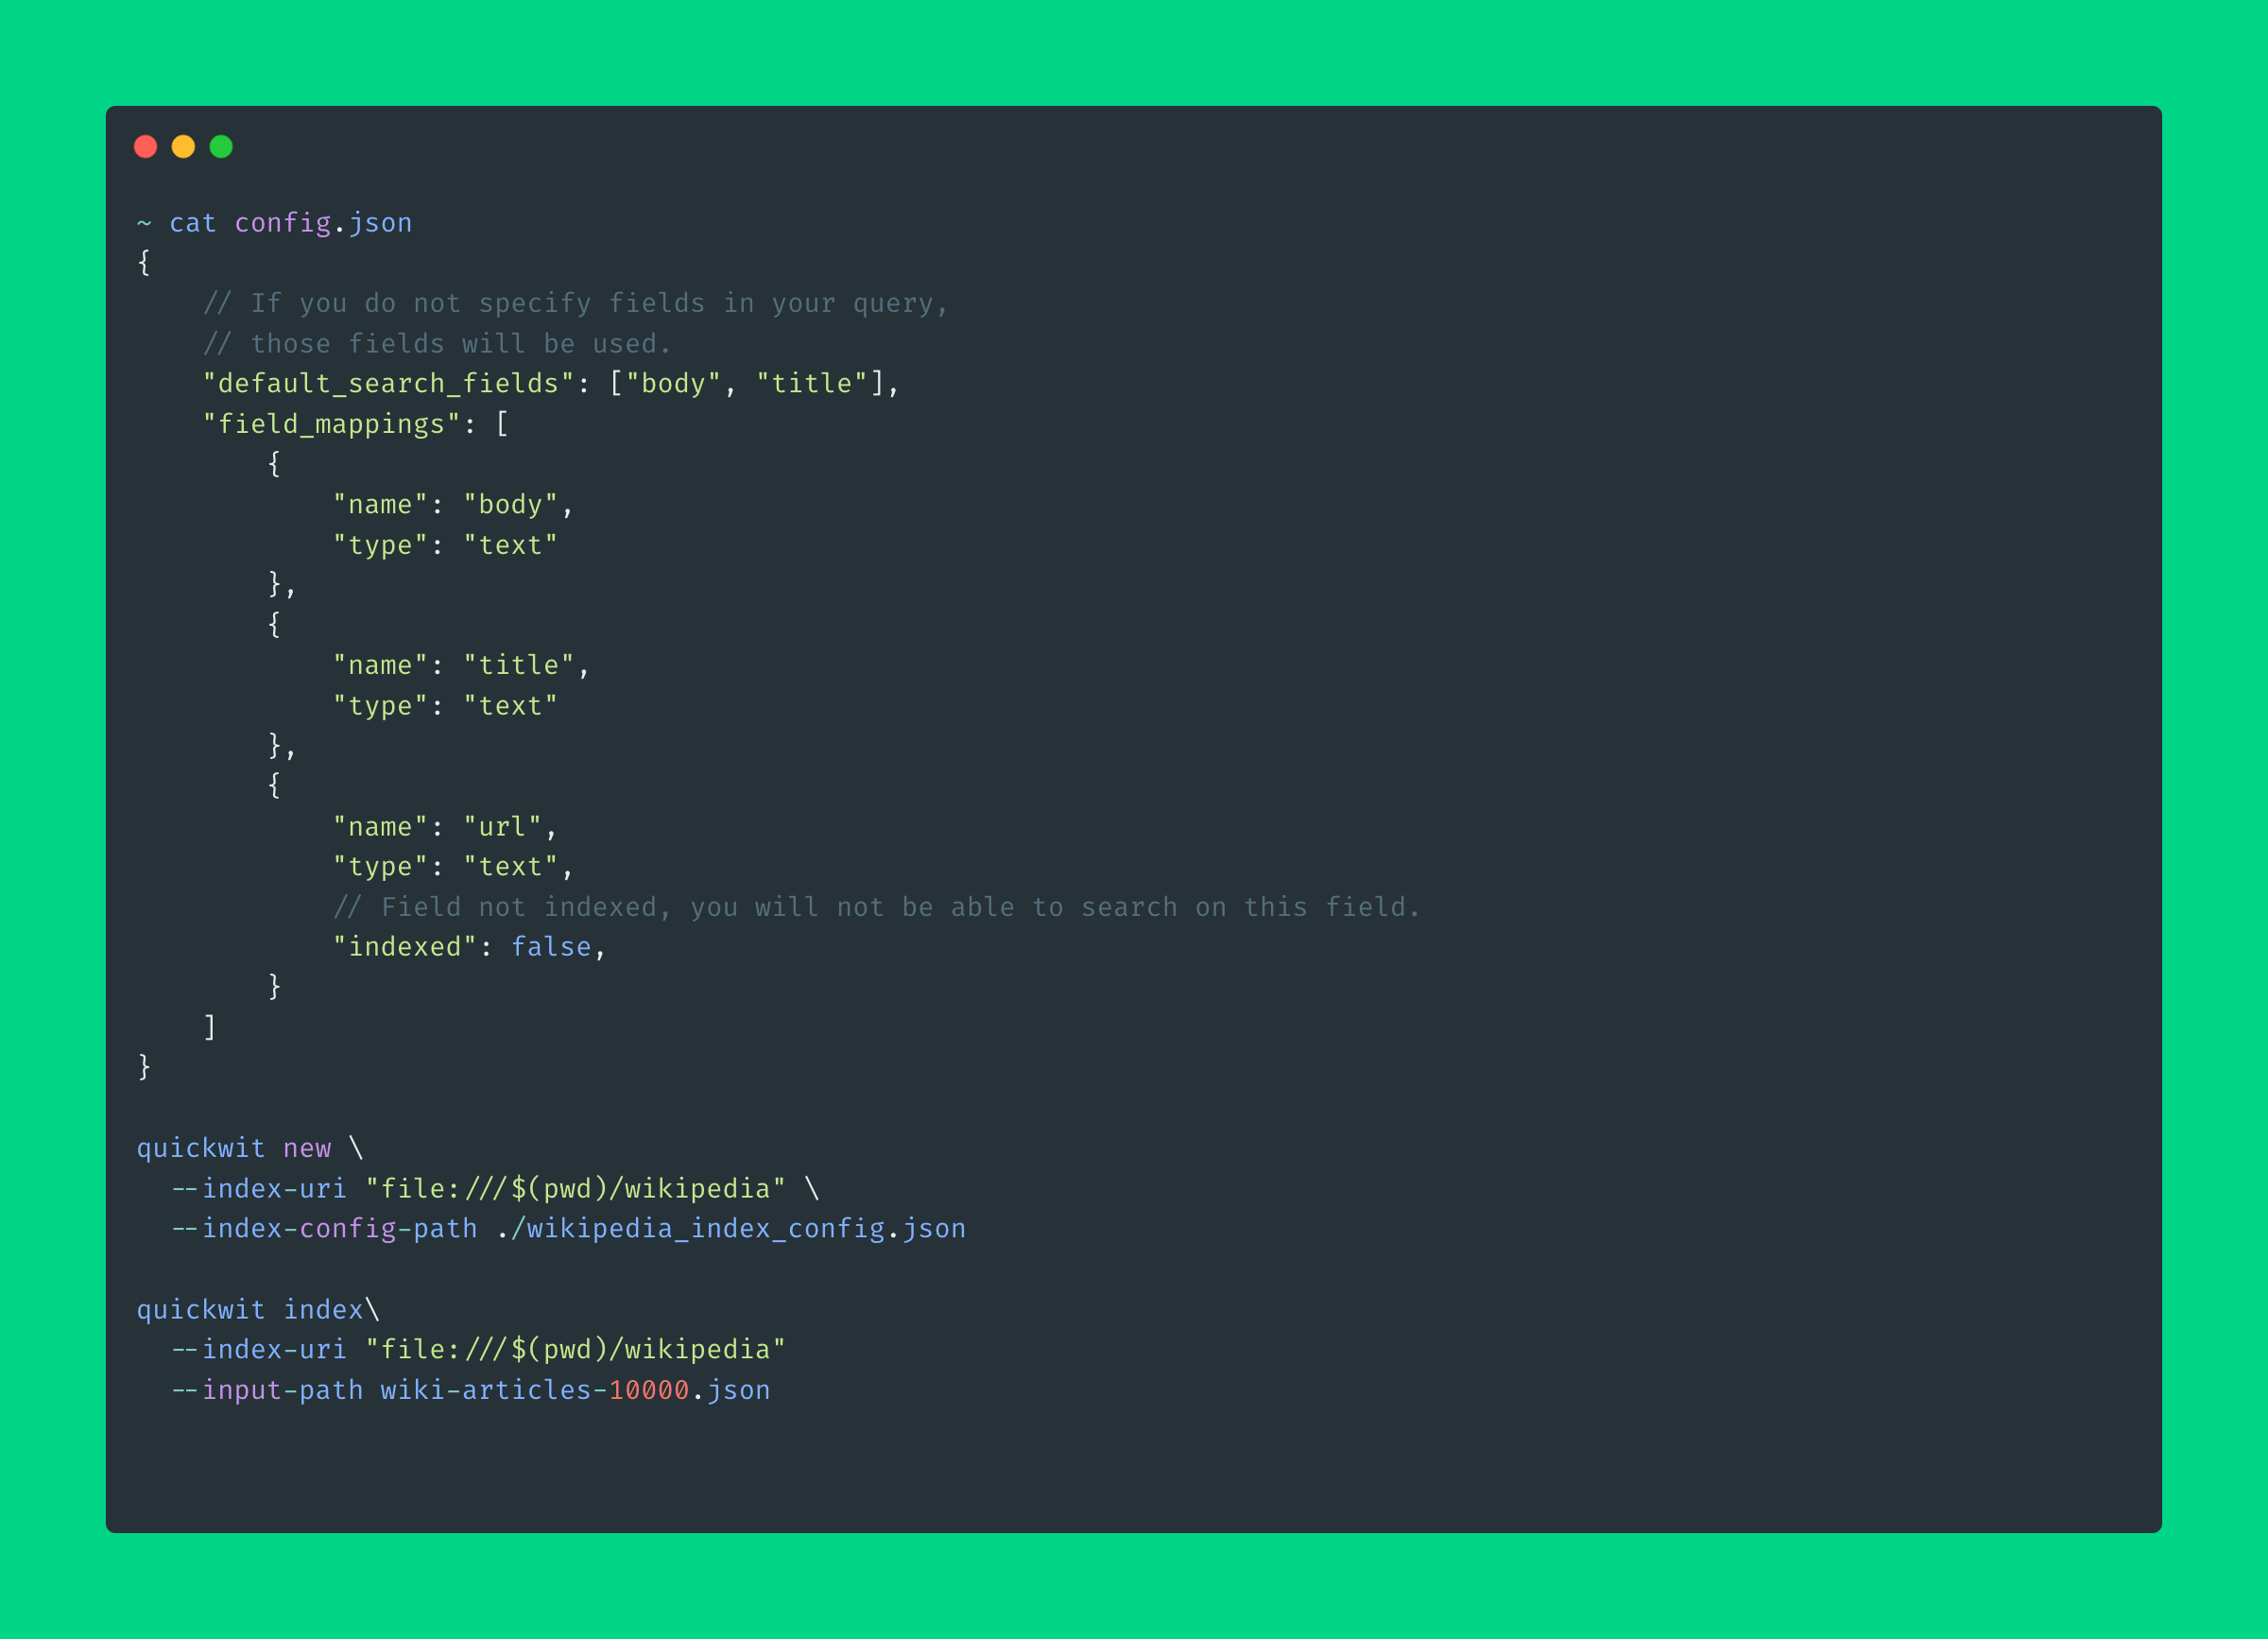 ~ cat config.json
{
    // If you do not specify fields in your query,
    // those fields will be used.
    "default_search_fields": ["body", "title"],
    "field_mappings": [
        {
            "name": "body",
            "type": "text"
        },
        {
            "name": "title",
            "type": "text"
        },
        {
            "name": "url",
            "type": "text",
            // Field not indexed, you will not be able to search on this field.
            "indexed": false,
        }
    ]
}

quickwit new \
  --index-uri "file:///$(pwd)/wikipedia" \
  --index-config-path ./wikipedia_index_config.json

quickwit index\
  --index-uri "file:///$(pwd)/wikipedia"
  --input-path wiki-articles-10000.json